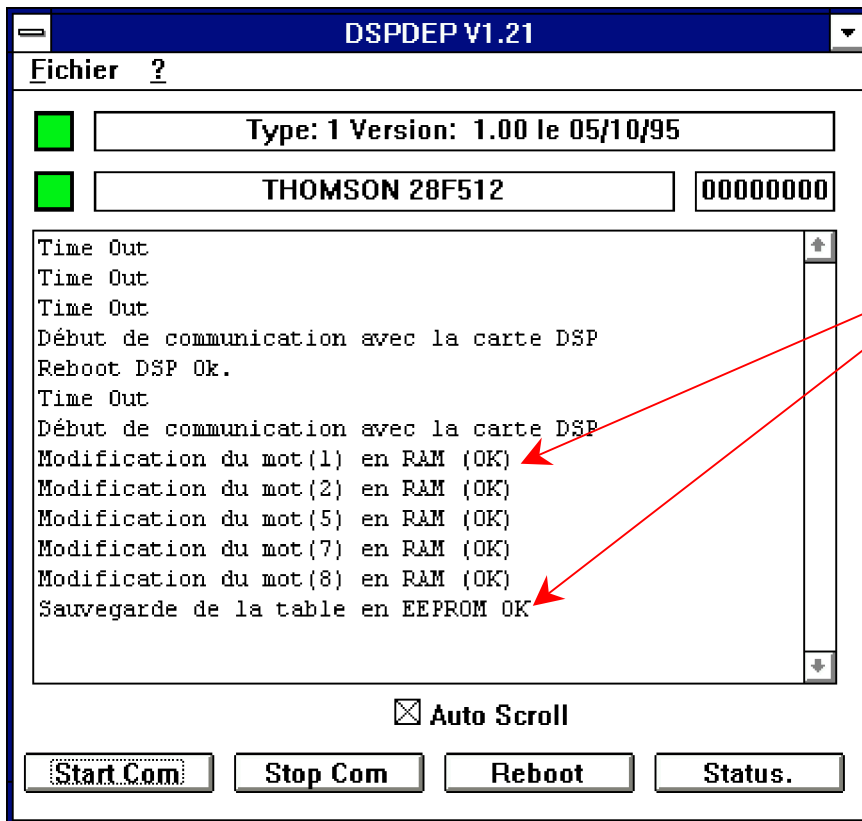 DSPDEP V1.21
Fichier ?
Type: 1 Version: 1.00 le 05/10/95
THOMSON 28F512 00000000
Time Out
Time Out
Time Out
Début de communication avec la carte DSP
Reboot DSP Ok.
Time Out
Début de communication avec la carte DSP
Modification du mot(1) en RAM (OK)
Modification du mot(2) en RAM (OK)
Modification du mot(5) en RAM (OK)
Modification du mot(7) en RAM (OK)
Modification du mot(8) en RAM (OK)
Sauvegarde de la table en EEPROM OK
Auto Scroll
Start Com Stop Com Reboot Status.